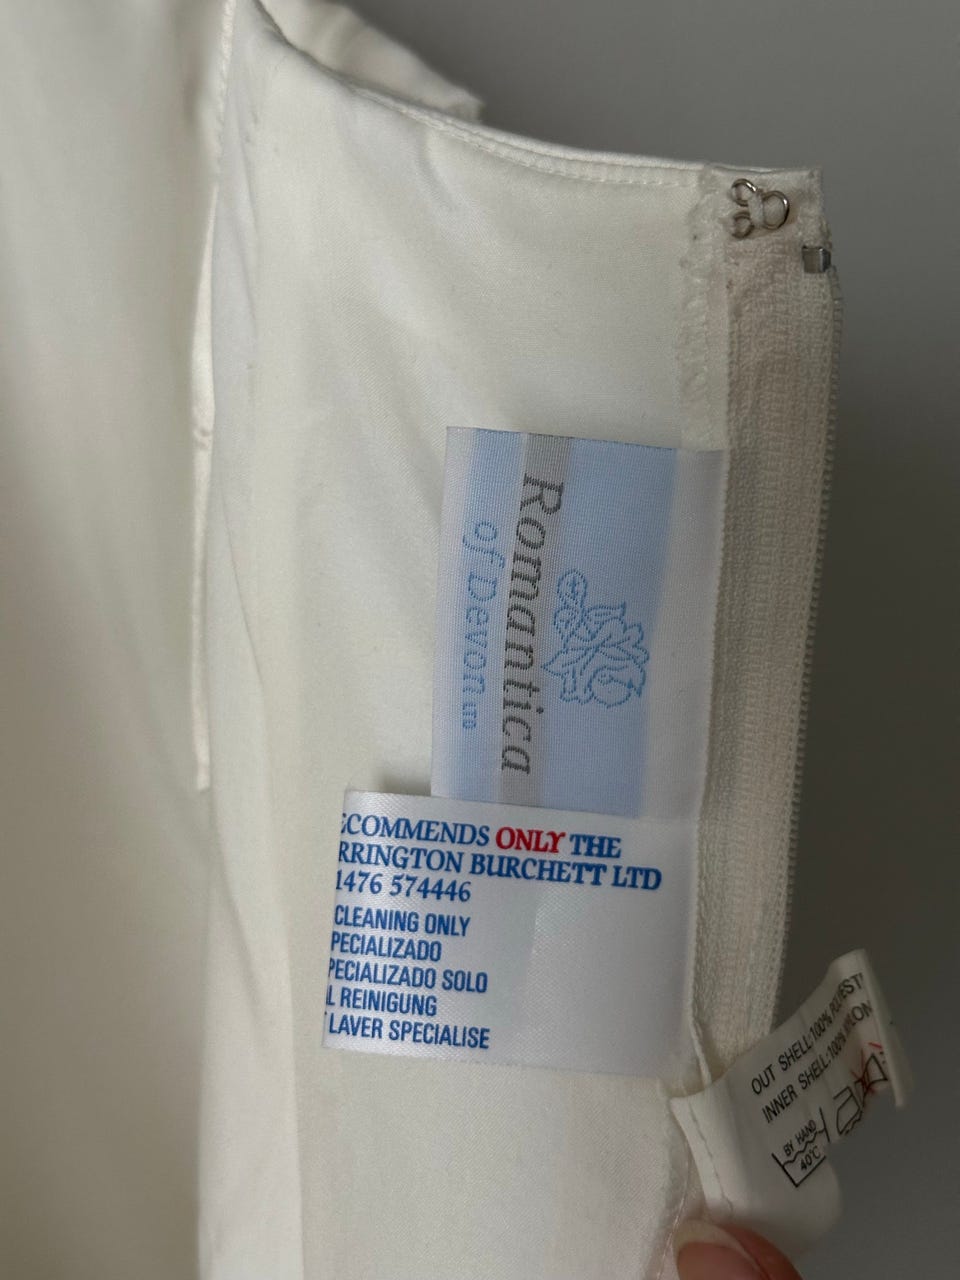 Romantica
of Devon LTD
ECOMMENDS ONLY THE
RRINGTON BURCHETT LTD
1476 574446
CLEANING ONLY
PECIALIZADO
PECIALIZADO SOLO
L REINIGUNG
LAVER SPECIALISE
OUT SHELL:100% POLYEST
INNER SHELL:100% NYLON
BY HAND
40°C